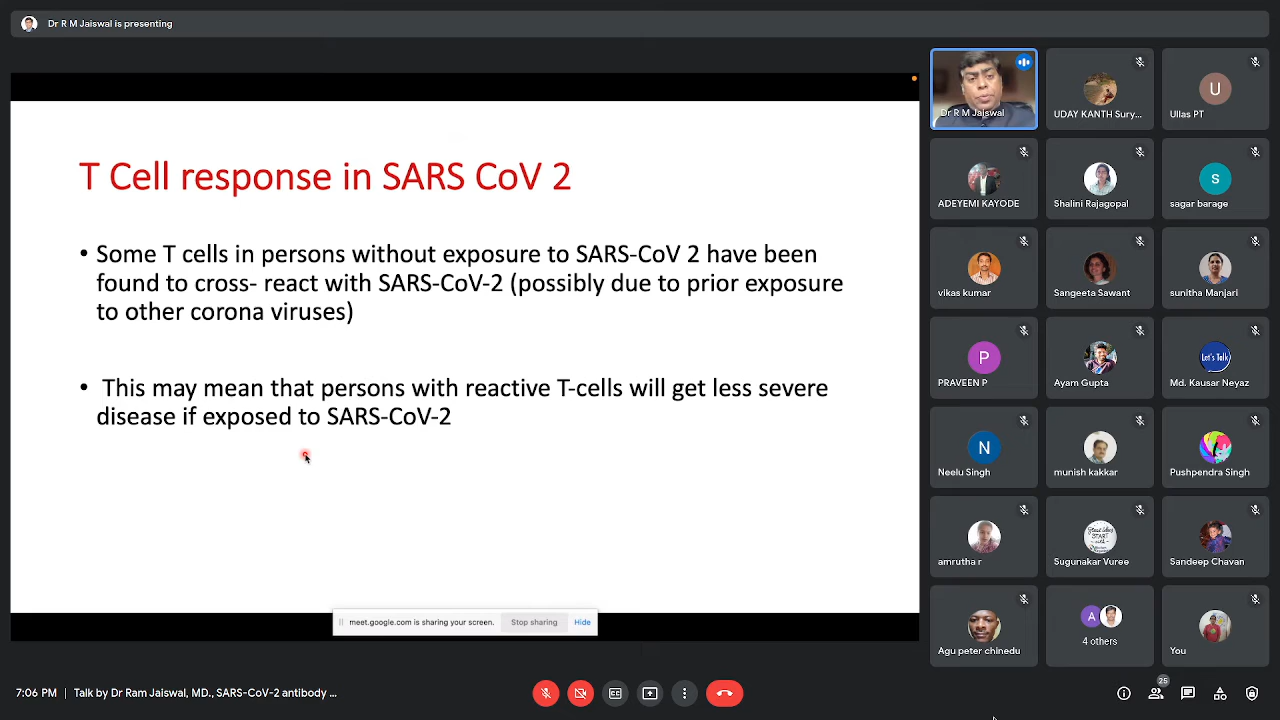 Dr R M Jaiswal is presenting
T Cell response in SARS CoV 2
• Some T cells in persons without exposure to SARS-CoV 2 have been
found to cross- react with SARS-CoV-2 (possibly due to prior exposure
to other corona viruses)
• This may mean that persons with reactive T-cells will get less severe
disease if exposed to SARS-CoV-2
meet.google.com is sharing your screen. Stop sharing Hide
Dr R M Jaiswal
UDAY KANTH Sury...
U
Ullas PT
ADEYEMI KAYODE
Shalini Rajagopal
s
sagar barage
vikas kumar
Sangeeta Sawant
sunitha Manjari
P
PRAVEEN P
Ayam Gupta
Let's Talk
Md. Kausar Neyaz
N
Neelu Singh
munish kakkar
Pushpendra Singh
amrutha r
START
Sugunakar Vuree
Sandeep Chavan
Agu peter chinedu
A
4 others
You
7:06 PM | Talk by Dr Ram Jaiswal, MD., SARS-CoV-2 antibody ...
25